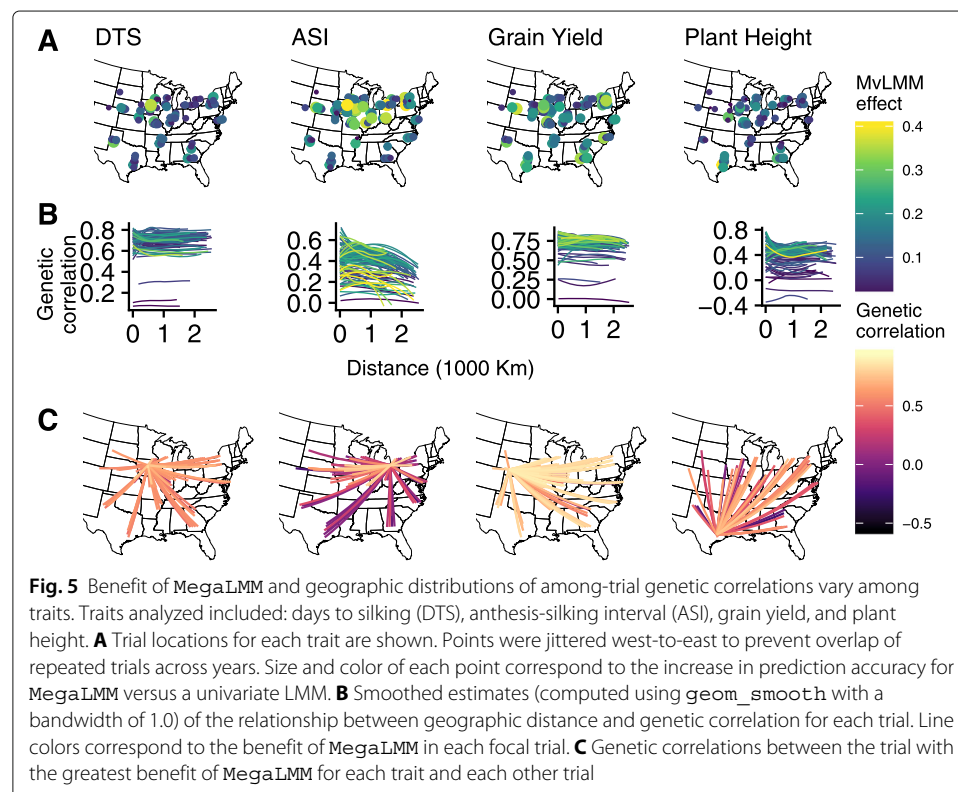 A DTS ASI Grain Yield Plant Height
MvLMM
effect
0.4
0.3
0.2
0.1
B
Genetic
correlation
0.8
0.6
0.4
0.2
0 1 2
0.6
0.4
0.2
0.0
0 1 2
0.75
0.50
0.25
0.00
0 1 2
0.8
0.4
0.0
−0.4
0 1 2
Distance (1000 Km)
Genetic
correlation
0.5
0.0
−0.5
C
Fig. 5 Benefit of MegaLMM and geographic distributions of among-trial genetic correlations vary among
traits. Traits analyzed included: days to silking (DTS), anthesis-silking interval (ASI), grain yield, and plant
height. A Trial locations for each trait are shown. Points were jittered west-to-east to prevent overlap of
repeated trials across years. Size and color of each point correspond to the increase in prediction accuracy for
MegaLMM versus a univariate LMM. B Smoothed estimates (computed using geom_smooth with a
bandwidth of 1.0) of the relationship between geographic distance and genetic correlation for each trial. Line
colors correspond to the benefit of MegaLMM in each focal trial. C Genetic correlations between the trial with
the greatest benefit of MegaLMM for each trait and each other trial